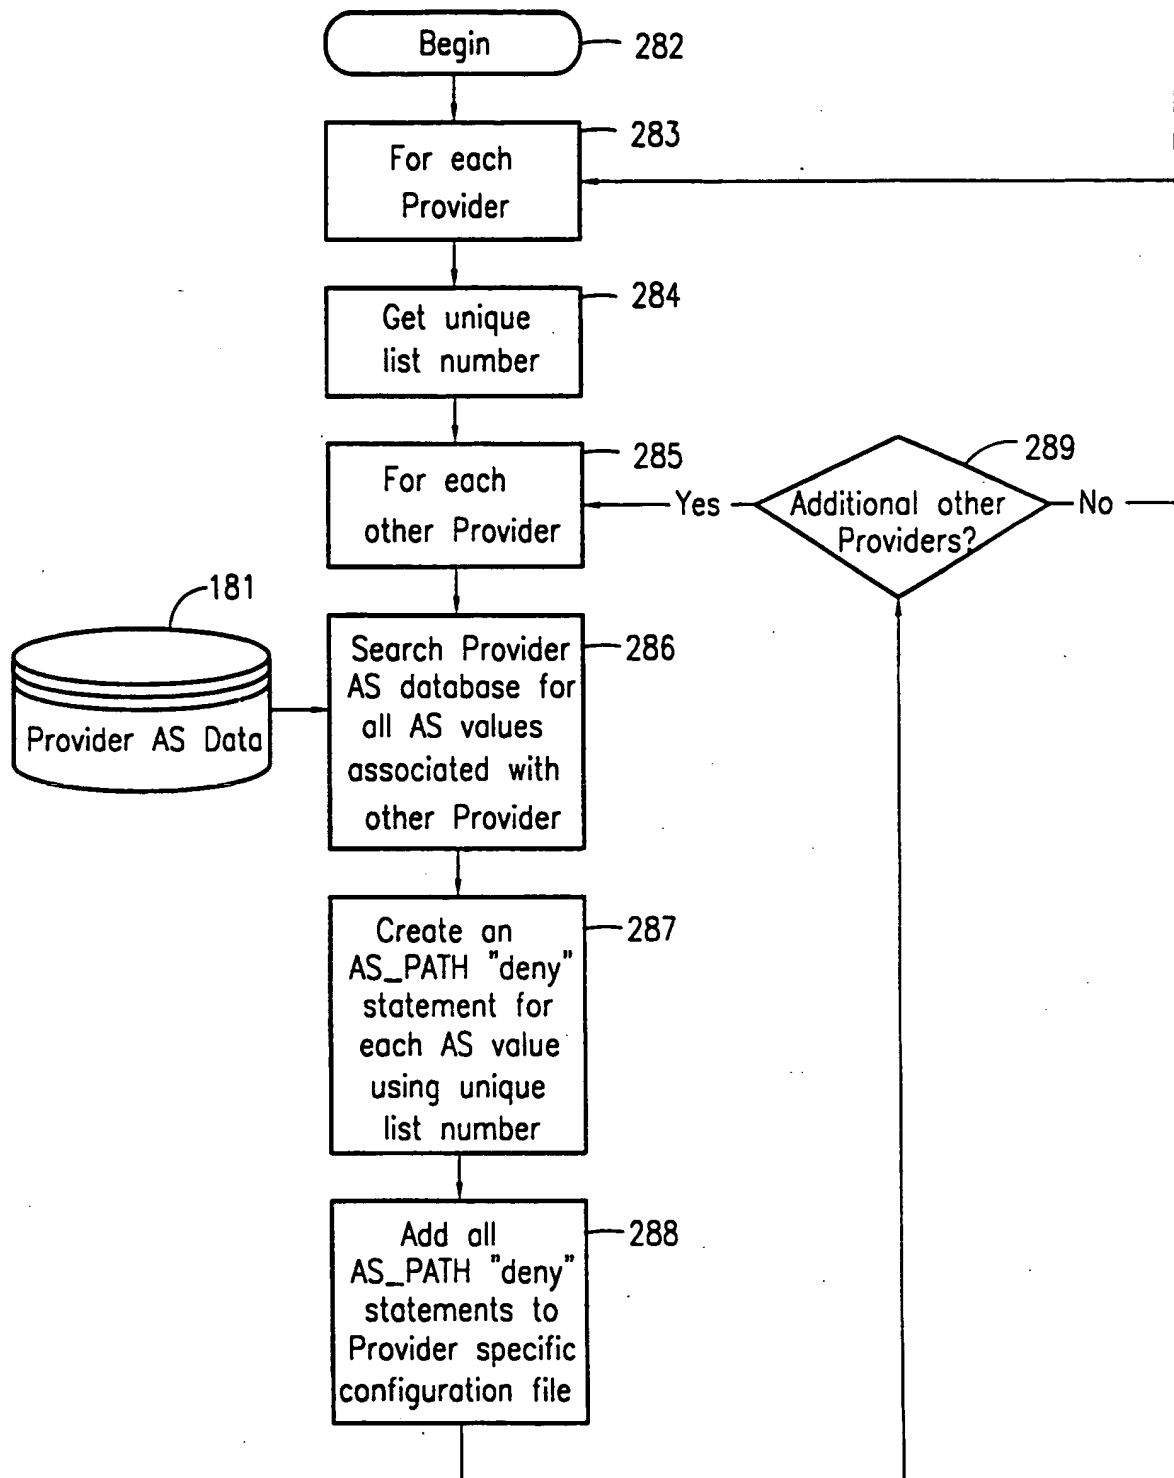 Begin
282
For each
Provider
283
Get unique
list number
284
For each
other Provider
285
Yes
Additional other
Providers?
289
No
181
Provider AS Data
Search Provider
AS database for
all AS values
associated with
other Provider
286
Create an
AS_PATH "deny"
statement for
each AS value
using unique
list number
287
Add all
AS_PATH "deny"
statements to
Provider specific
configuration file
288